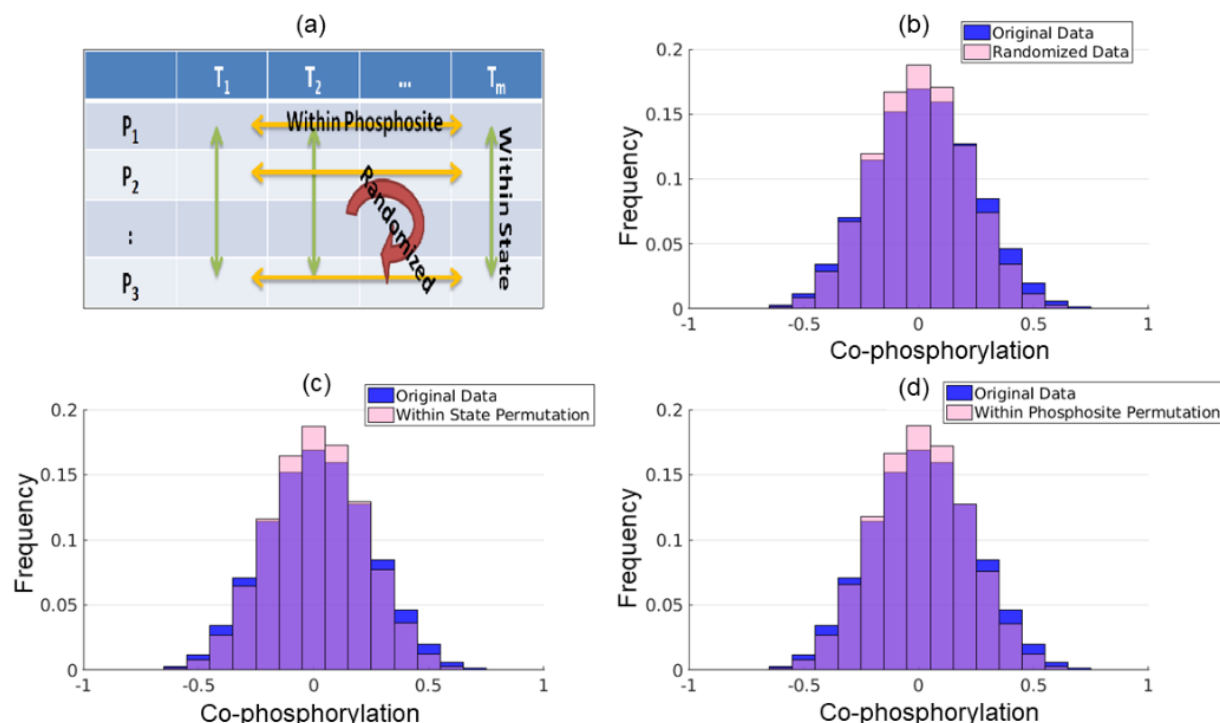 (a)
T1 T2 ... Tm
P1
P2
:
P3
Within Phosphosite
Within State
Randomized
(b)
Original Data
Randomized Data
0.2
0.15
0.1
0.05
0
Frequency
-1 -0.5 0 0.5 1
Co-phosphorylation
(c)
Original Data
Within State Permutation
0.2
0.15
0.1
0.05
0
Frequency
-1 -0.5 0 0.5 1
Co-phosphorylation
(d)
Original Data
Within Phosphosite Permutation
0.2
0.15
0.1
0.05
0
Frequency
-1 -0.5 0 0.5 1
Co-phosphorylation